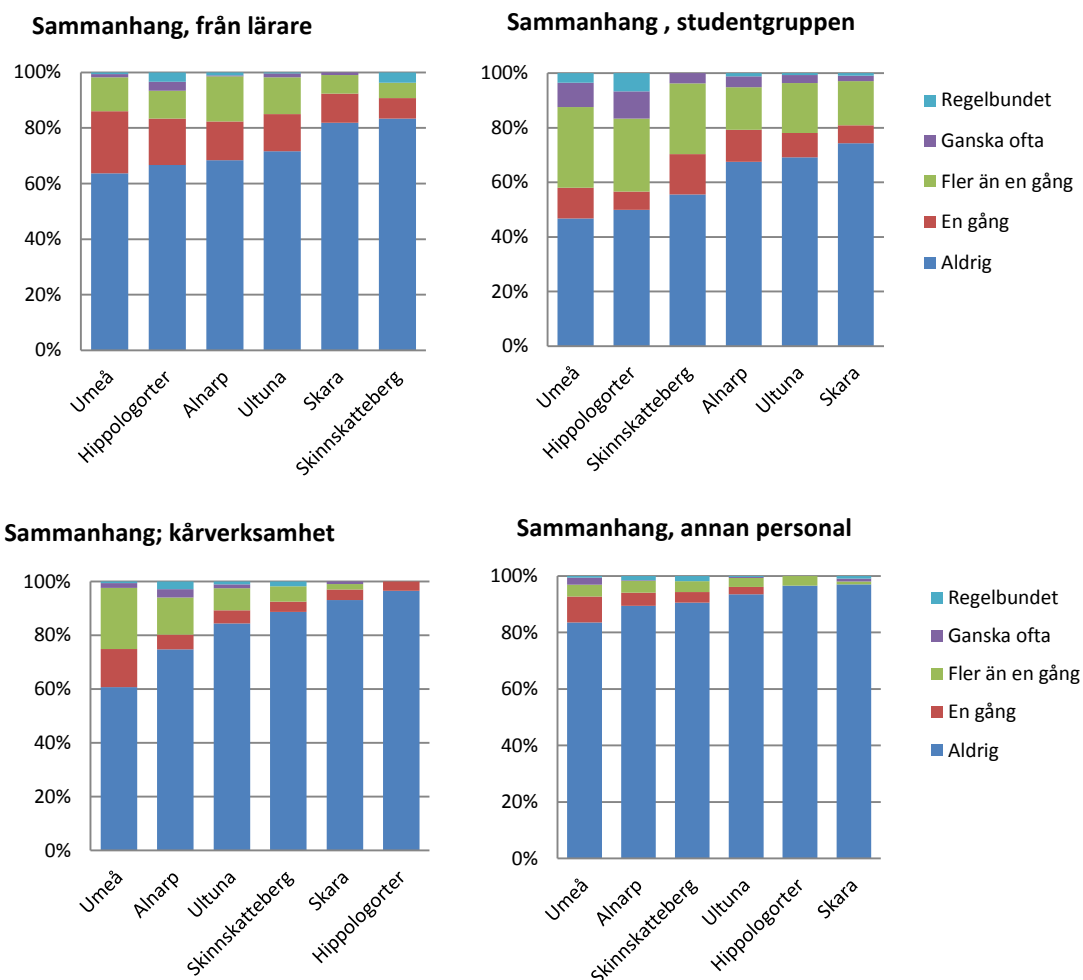 Sammanhang, från lärare
100%
80%
60%
40%
20%
0%
Umeå
Hippologorter
Alnarp
Ultuna
Skara
Skinnskatteberg
Sammanhang , studentgruppen
100%
80%
60%
40%
20%
0%
Umeå
Hippologorter
Skinnskatteberg
Alnarp
Ultuna
Skara
Regelbundet
Ganska ofta
Fler än en gång
En gång
Aldrig
Sammanhang; kårverksamhet
100%
80%
60%
40%
20%
0%
Umeå
Alnarp
Ultuna
Skinnskatteberg
Skara
Hippologorter
Sammanhang, annan personal
100%
80%
60%
40%
20%
0%
Umeå
Alnarp
Skinnskatteberg
Ultuna
Hippologorter
Skara
Regelbundet
Ganska ofta
Fler än en gång
En gång
Aldrig